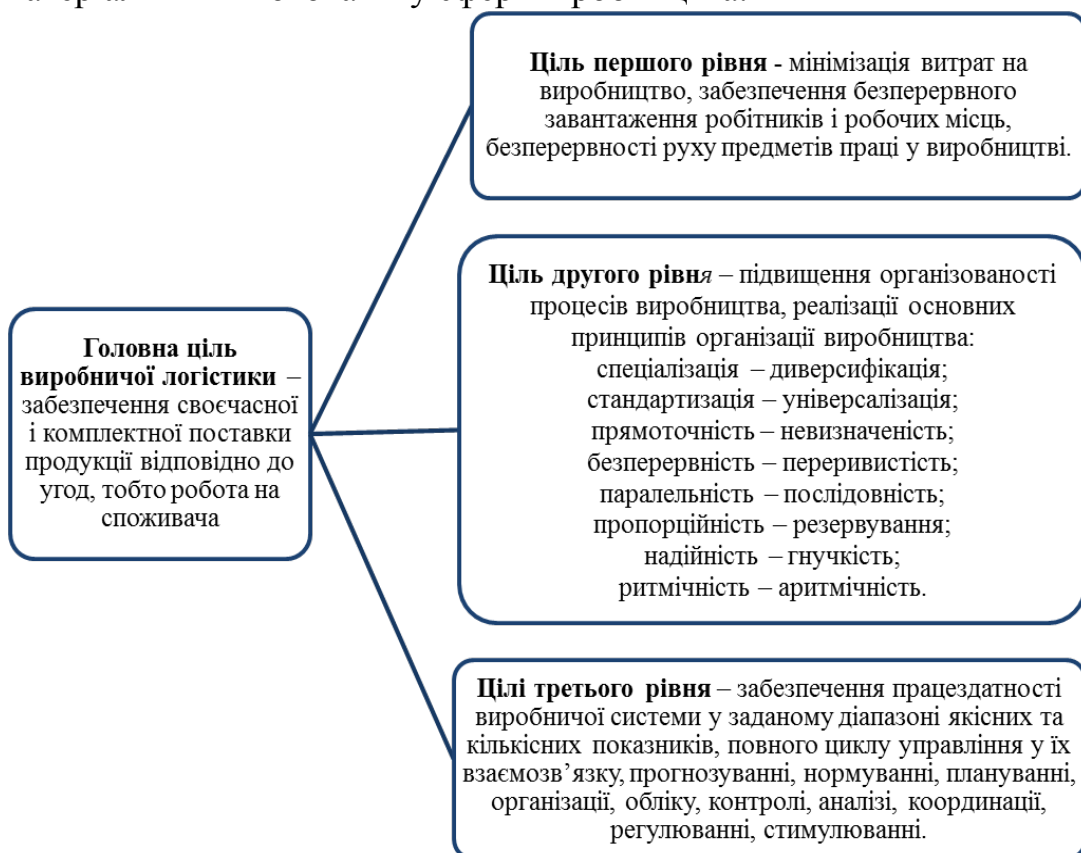 Ціль першого рівня - мінімізація витрат на
виробництво, забезпечення безперервного
завантаження робітників і робочих місць,
безперервності руху предметів праці у виробництві.
Ціль другого рівня – підвищення організованості
процесів виробництва, реалізації основних
принципів організації виробництва:
спеціалізація – диверсифікація;
стандартизація – універсалізація;
прямоточність – невизначеність;
безперервність – переривистість;
паралельність – послідовність;
пропорційність – резервування;
надійність – гнучкість;
ритмічність – аритмічність.
Головна ціль
виробничої логістики –
забезпечення своєчасної
і комплектної поставки
продукції відповідно до
угод, тобто робота на
споживача
Цілі третього рівня – забезпечення працездатності
виробничої системи у заданому діапазоні якісних та
кількісних показників, повного циклу управління у їх
взаємозв’язку, прогнозуванні, нормуванні, плануванні,
організації, обліку, контролі, аналізі, координації,
регулюванні, стимулюванні.